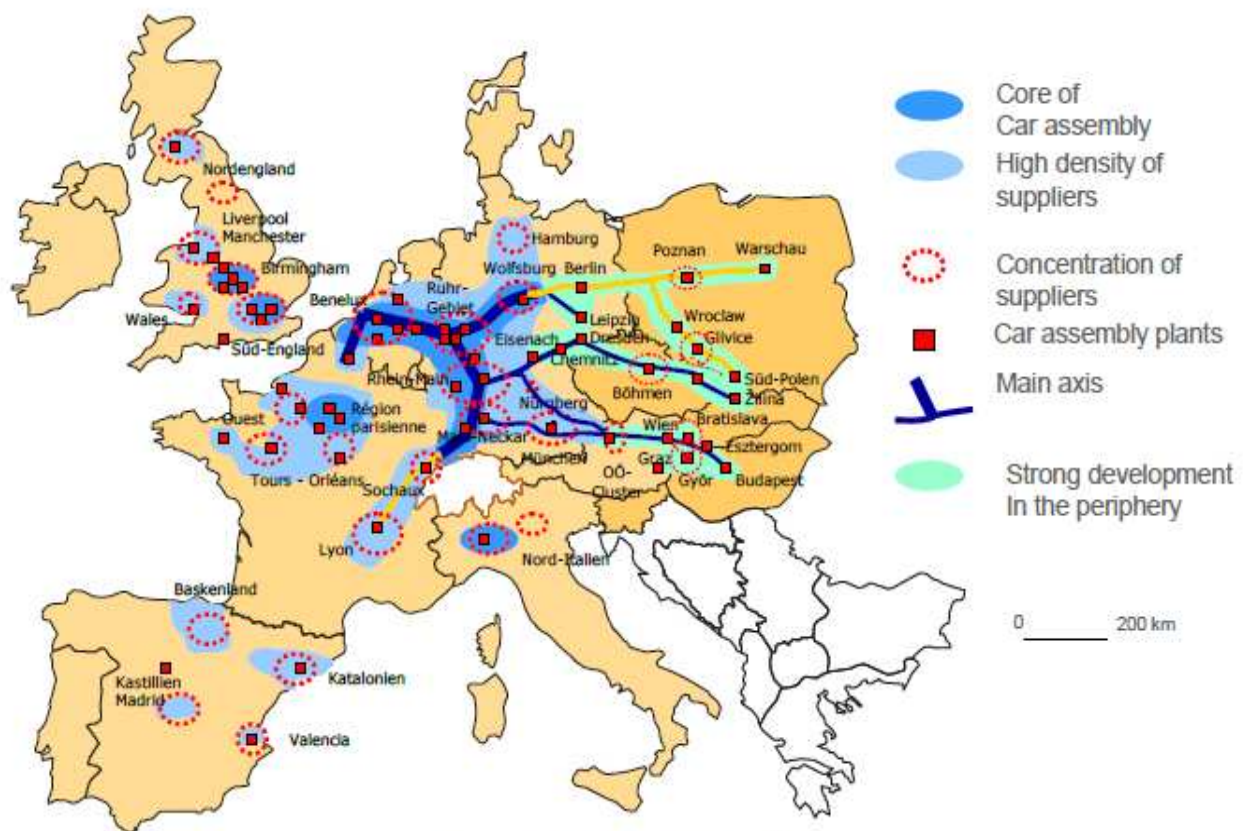 Core of
Car assembly
High density of
suppliers
Concentration of
suppliers
Car assembly plants
Main axis
Strong development
In the periphery
0 200 km
Nordengland
Liverpool
Manchester
Birmingham
Wales
Süd-England
Hamburg
Wolfsburg
Berlin
Poznan
Warschau
Benelux
Ruhr-
Gebiet
Leipzig
Wroclaw
Eisenach
Dresden
Gilvice
Chemnitz
Rhein-Main
Böhmen
Süd-Polen
Zilina
Nürnberg
Ouest
Région
parisienne
Neckar
Wien
Bratislava
Esztergom
München
Graz
Tours - Orléans
OÖ-
Cluster
Györ
Budapest
Sochaux
Lyon
Nord-Italien
Baskenland
Kastillien
Madrid
Katalonien
Valencia